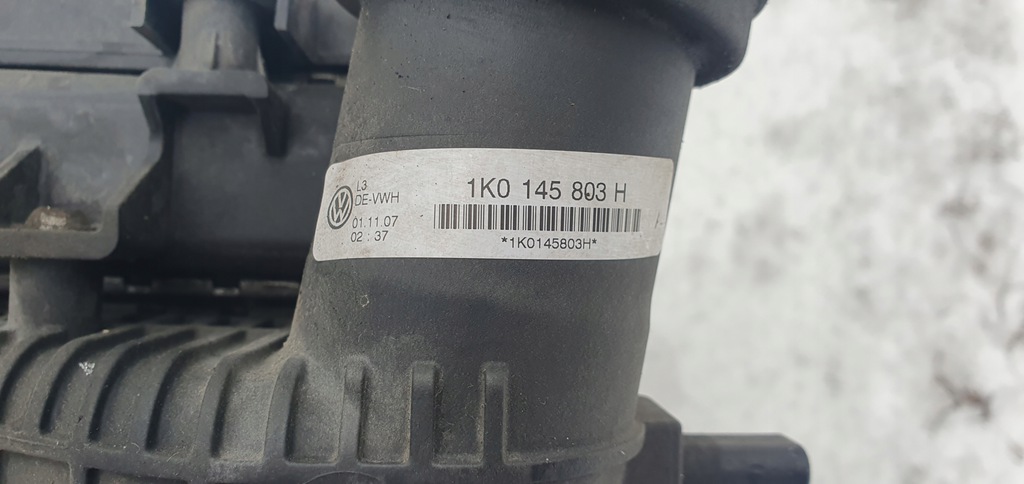 L3
DE-VWH
01.11.07
02 : 37
1K0 145 803 H
*1K0145803H*